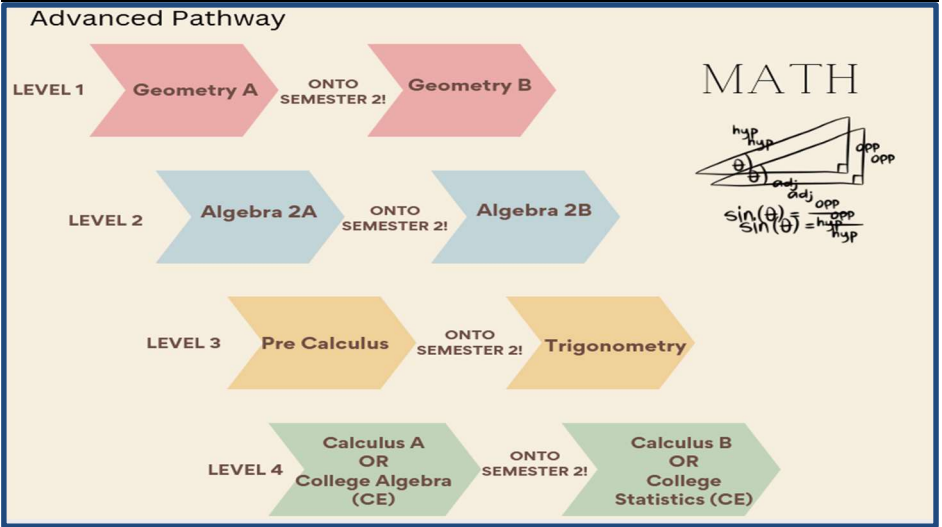 Advanced Pathway
MATH
LEVEL 1
Geometry A
ONTO
SEMESTER 2!
Geometry B
hyp
hyp
opp
opp
θ
θ
adj
adj
sin(θ) = opp
hyp
sin(θ) = opp
hyp
LEVEL 2
Algebra 2A
ONTO
SEMESTER 2!
Algebra 2B
LEVEL 3
Pre Calculus
ONTO
SEMESTER 2!
Trigonometry
LEVEL 4
Calculus A
OR
College Algebra
(CE)
ONTO
SEMESTER 2!
Calculus B
OR
College
Statistics (CE)